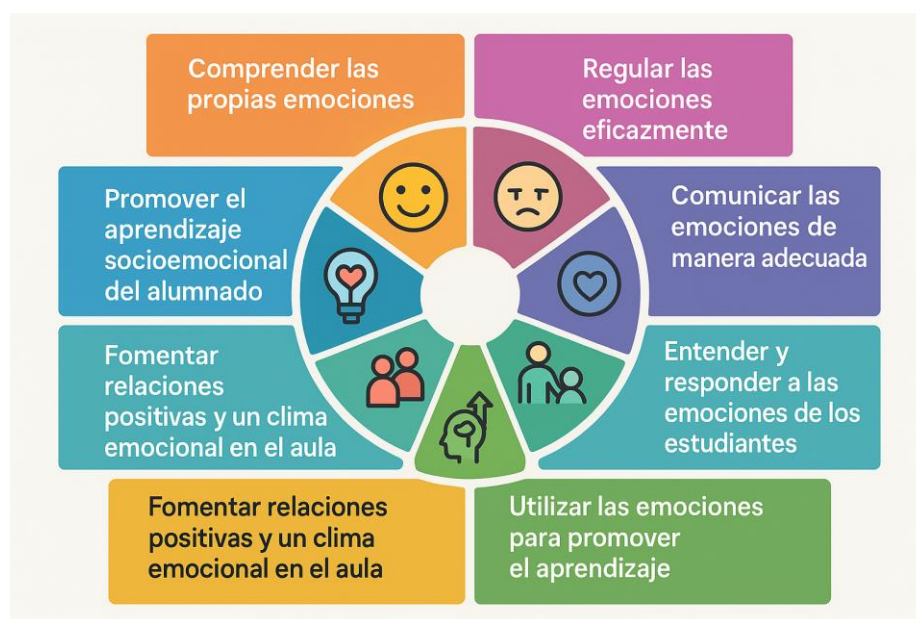 Comprender las
propias emociones
Regular las
emociones
eficazmente
Promover el
aprendizaje
socioemocional
del alumnado
Comunicar las
emociones de
manera adecuada
Fomentar
relaciones
positivas y un clima
emocional en el aula
Entender y
responder a las
emociones de los
estudiantes
Fomentar relaciones
positivas y un clima
emocional en el aula
Utilizar las emociones
para promover
el aprendizaje